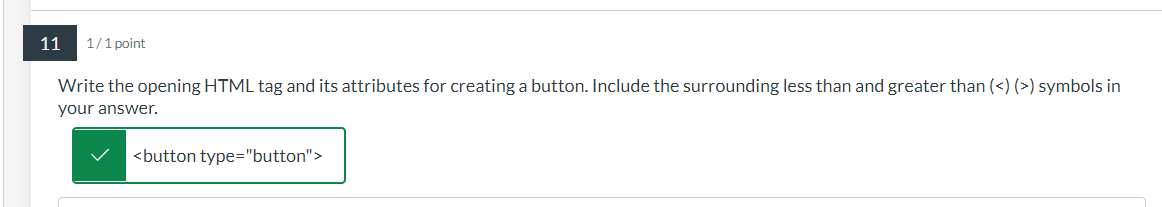 11 1/1 point
Write the opening HTML tag and its attributes for creating a button. Include the surrounding less than and greater than (<) (>) symbols in
your answer.
<button type="button">